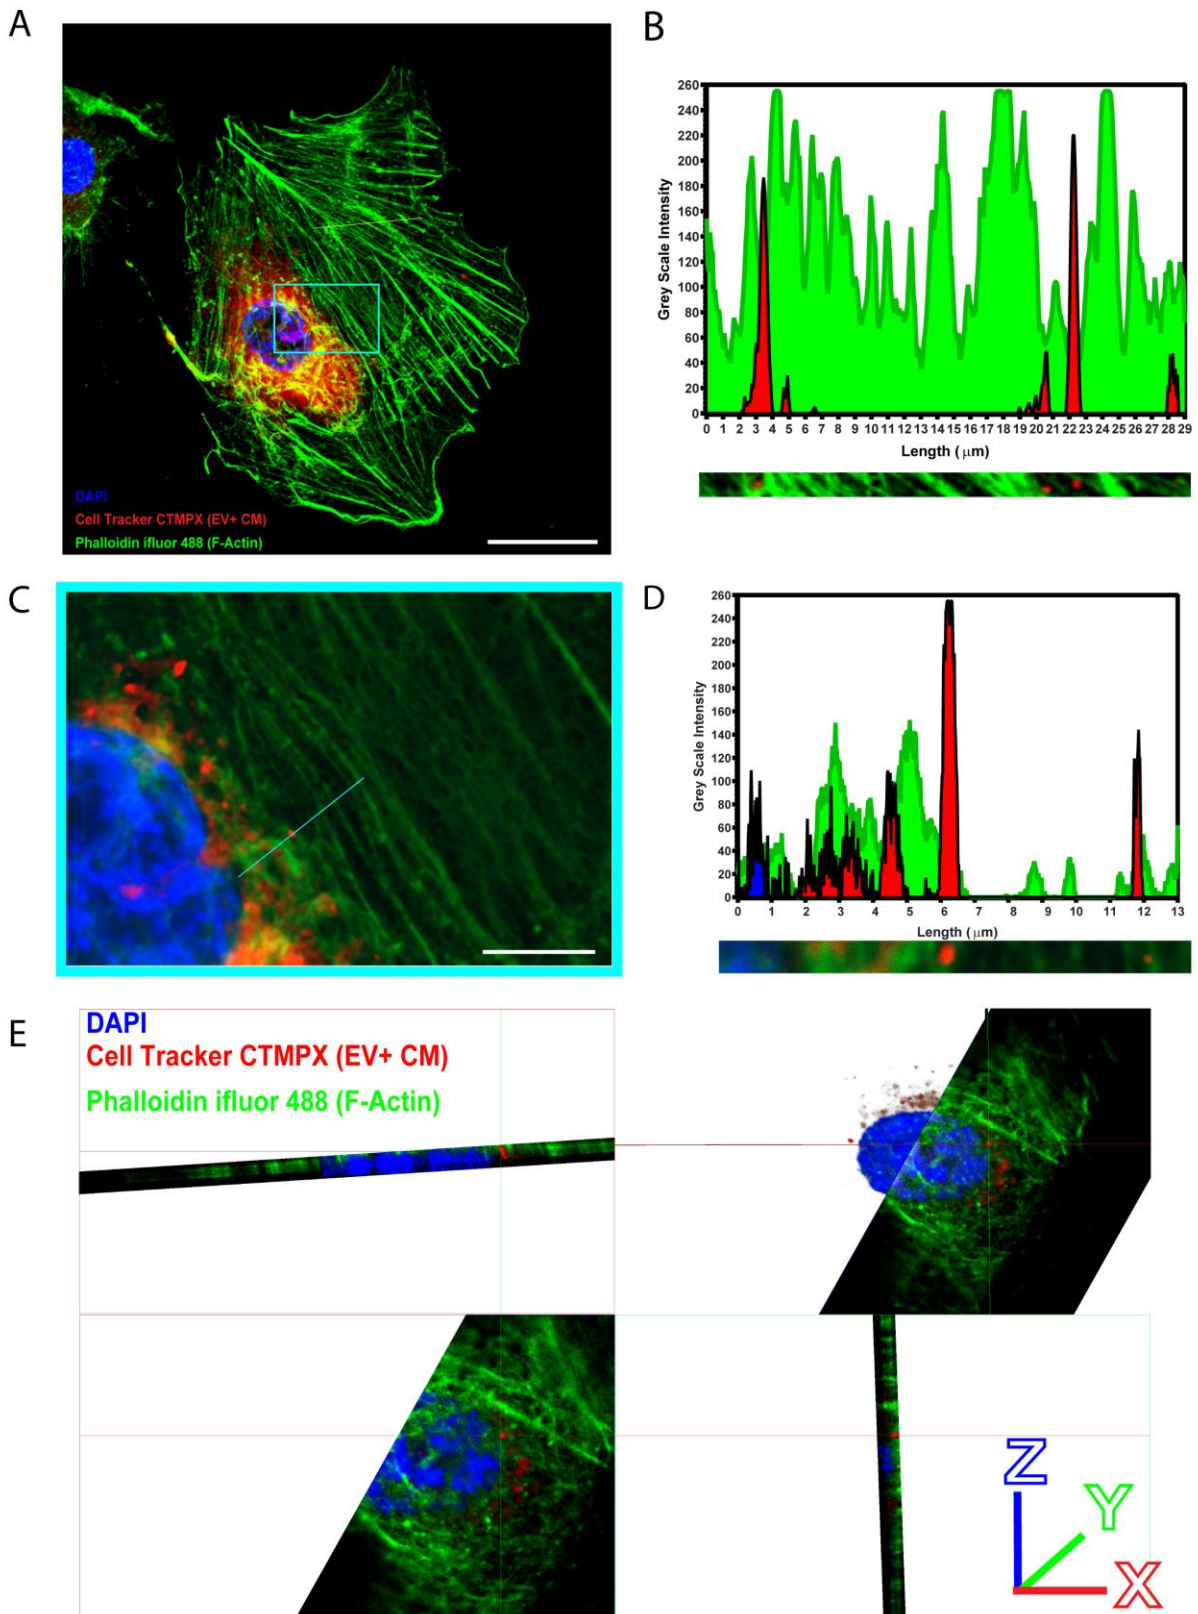 A
DAPI
Cell Tracker CTMPX (EV+ CM)
Phalloidin ifluor 488 (F-Actin)
B
Grey Scale Intensity
260
240
220
200
180
160
140
120
100
80
60
40
20
0
0 1 2 3 4 5 6 7 8 9 10 11 12 13 14 15 16 17 18 19 20 21 22 23 24 25 26 27 28 29
Length (μm)
C
D
Grey Scale Intensity
260
240
220
200
180
160
140
120
100
80
60
40
20
0
0 1 2 3 4 5 6 7 8 9 10 11 12 13
Length (μm)
E
DAPI
Cell Tracker CTMPX (EV+ CM)
Phalloidin ifluor 488 (F-Actin)
Z
Y
X